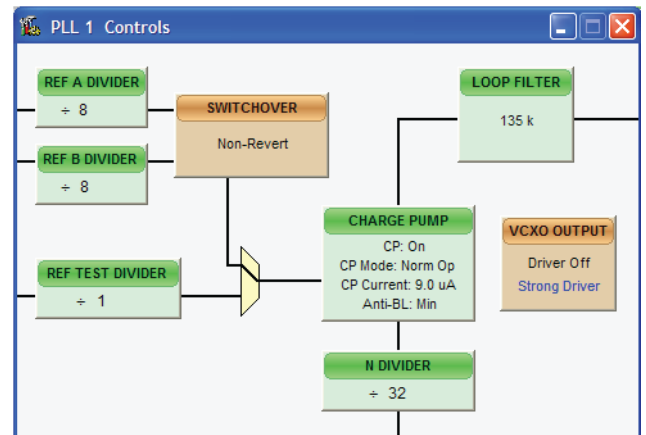 PLL 1 Controls
REF A DIVIDER
÷ 8
SWITCHOVER
Non-Revert
REF B DIVIDER
÷ 8
LOOP FILTER
135 k
CHARGE PUMP
CP: On
CP Mode: Norm Op
CP Current: 9.0 uA
Anti-BL: Min
VCXO OUTPUT
Driver Off
Strong Driver
REF TEST DIVIDER
÷ 1
N DIVIDER
÷ 32